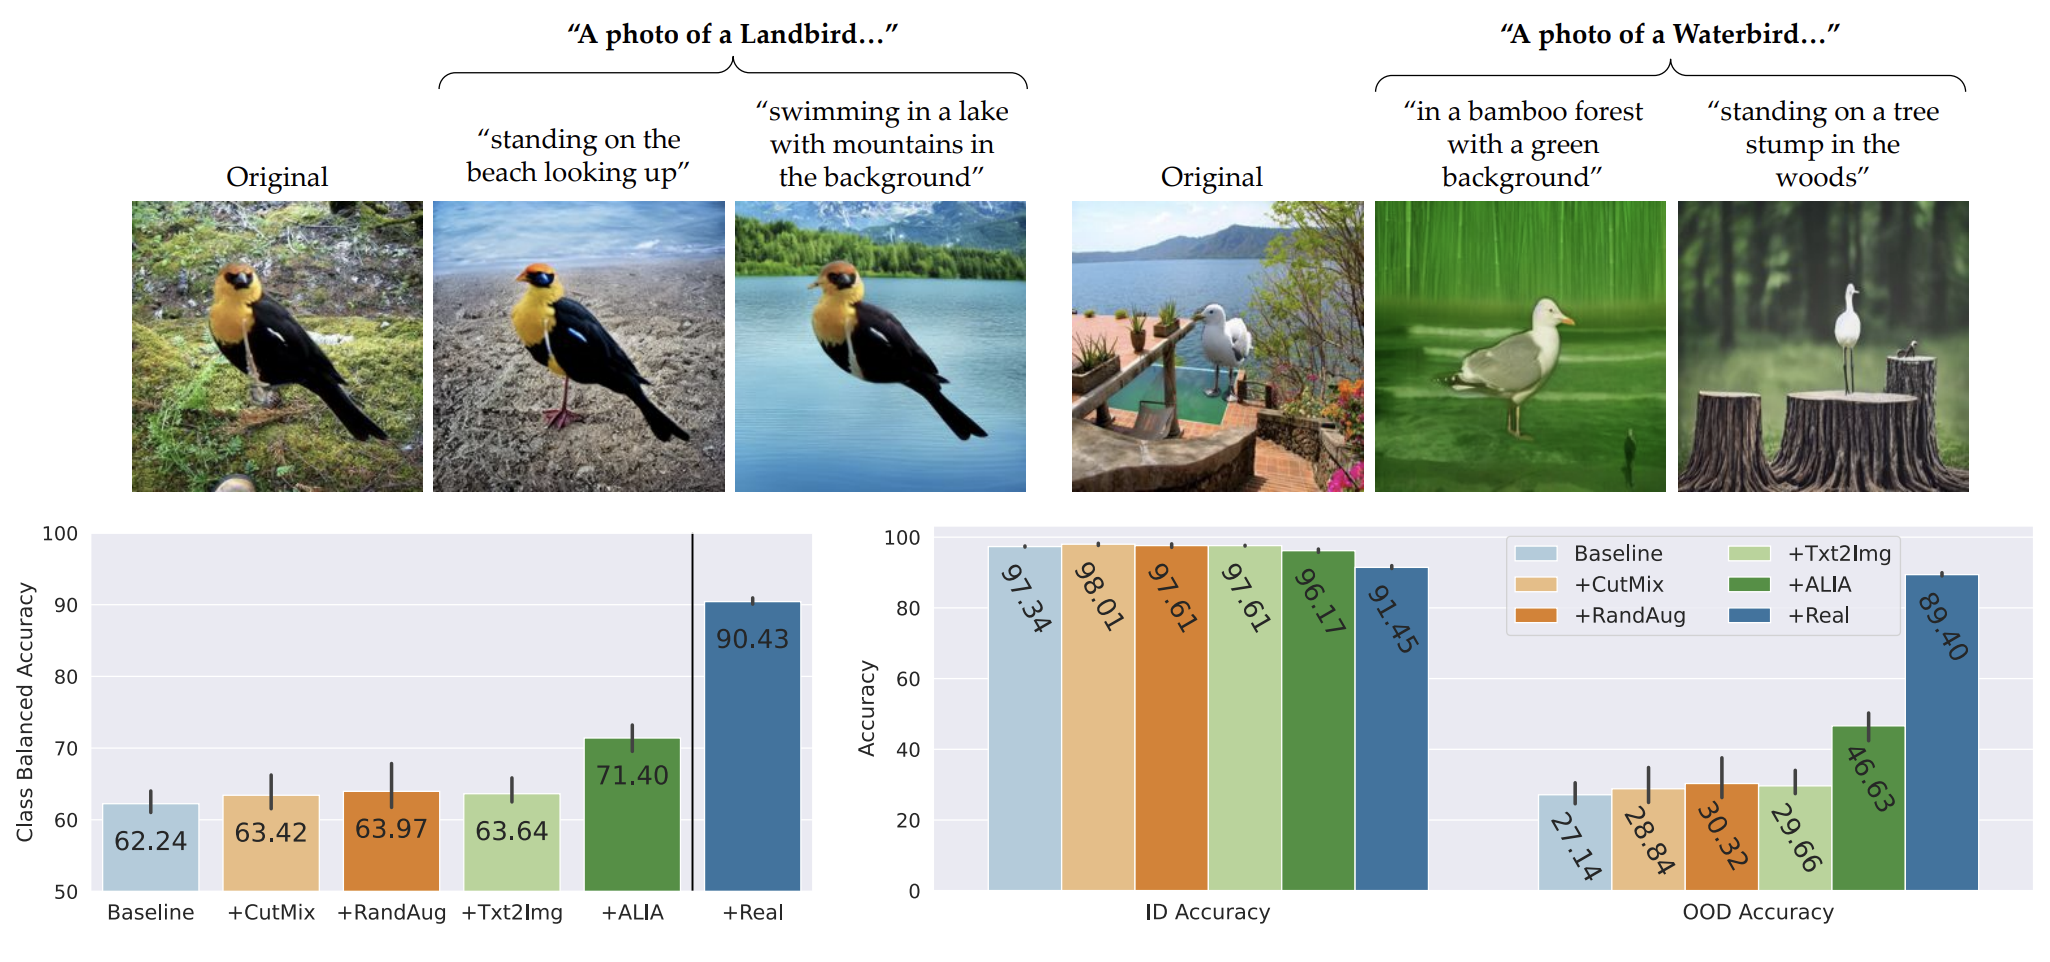 “A photo of a Landbird…”
“A photo of a Waterbird…”
Original
“standing on the
beach looking up”
“swimming in a lake
with mountains in
the background”
Original
“in a bamboo forest
with a green
background”
“standing on a tree
stump in the
woods”
Class Balanced Accuracy
100
90
80
70
60
50
62.24
63.42
63.97
63.64
71.40
90.43
Baseline
+CutMix
+RandAug
+Txt2Img
+ALIA
+Real
Accuracy
100
80
60
40
20
0
97.34
98.01
97.61
97.61
96.17
91.45
27.14
28.84
30.32
29.66
46.63
89.40
Baseline
+CutMix
+RandAug
+Txt2Img
+ALIA
+Real
ID Accuracy
OOD Accuracy